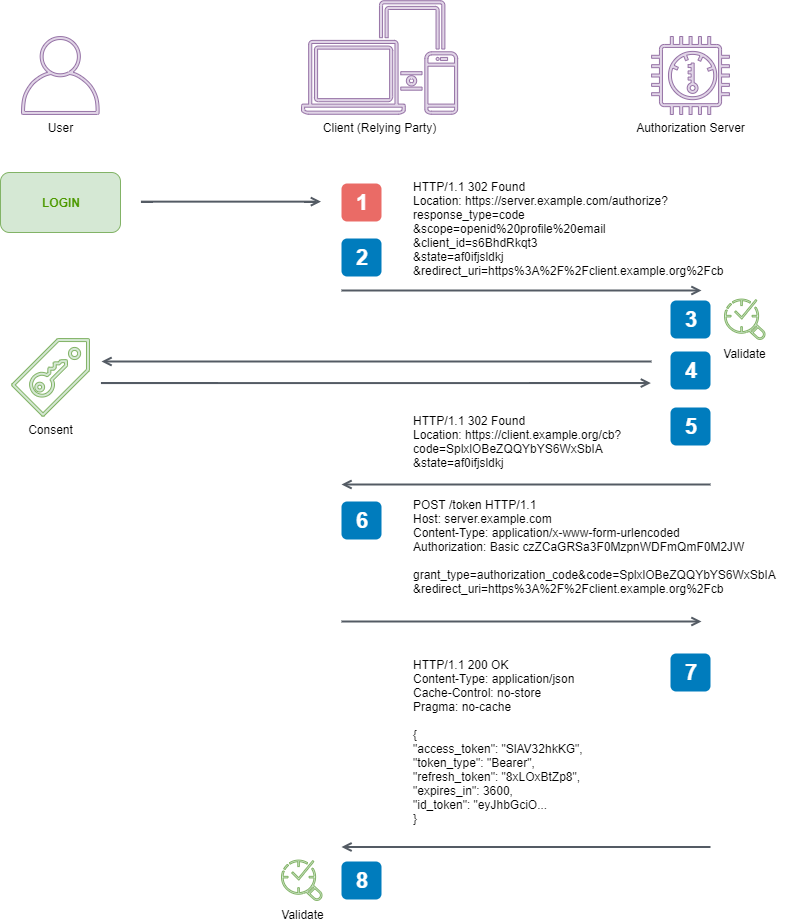 User
Client (Relying Party)
Authorization Server
LOGIN
1
HTTP/1.1 302 Found
Location: https://server.example.com/authorize?
response_type=code
&scope=openid%20profile%20email
&client_id=s6BhdRkqt3
&state=af0ifjsldkj
&redirect_uri=https%3A%2F%2Fclient.example.org%2Fcb
2
3
Validate
4
Consent
5
HTTP/1.1 302 Found
Location: https://client.example.org/cb?
code=SplxlOBeZQQYbYS6WxSbIA
&state=af0ifjsldkj
6
POST /token HTTP/1.1
Host: server.example.com
Content-Type: application/x-www-form-urlencoded
Authorization: Basic czZCaGRSa3F0MzpnWDFmQmF0M2JW
grant_type=authorization_code&code=SplxlOBeZQQYbYS6WxSbIA
&redirect_uri=https%3A%2F%2Fclient.example.org%2Fcb
7
HTTP/1.1 200 OK
Content-Type: application/json
Cache-Control: no-store
Pragma: no-cache
{
"access_token": "SlAV32hkKG",
"token_type": "Bearer",
"refresh_token": "8xLOxBtZp8",
"expires_in": 3600,
"id_token": "eyJhbGciO...
}
8
Validate